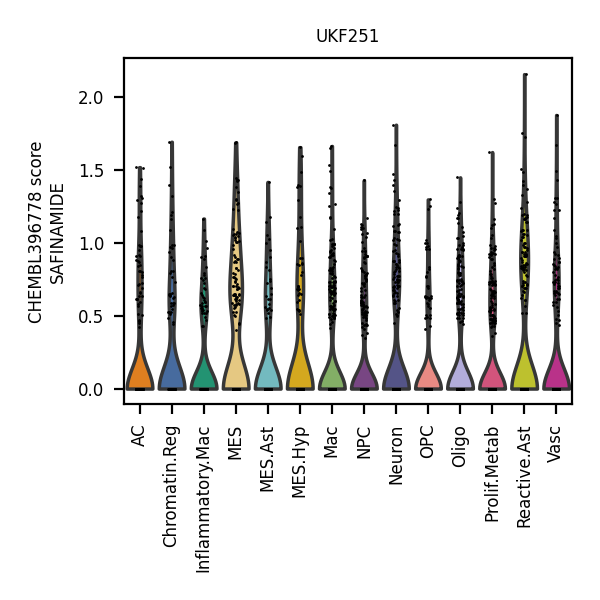 UKF251
CHEMBL396778 score
SAFINAMIDE
2.0
1.5
1.0
0.5
0.0
AC
Chromatin.Reg
Inflammatory.Mac
MES
MES.Ast
MES.Hyp
Mac
NPC
Neuron
OPC
Oligo
Prolif.Metab
Reactive.Ast
Vasc